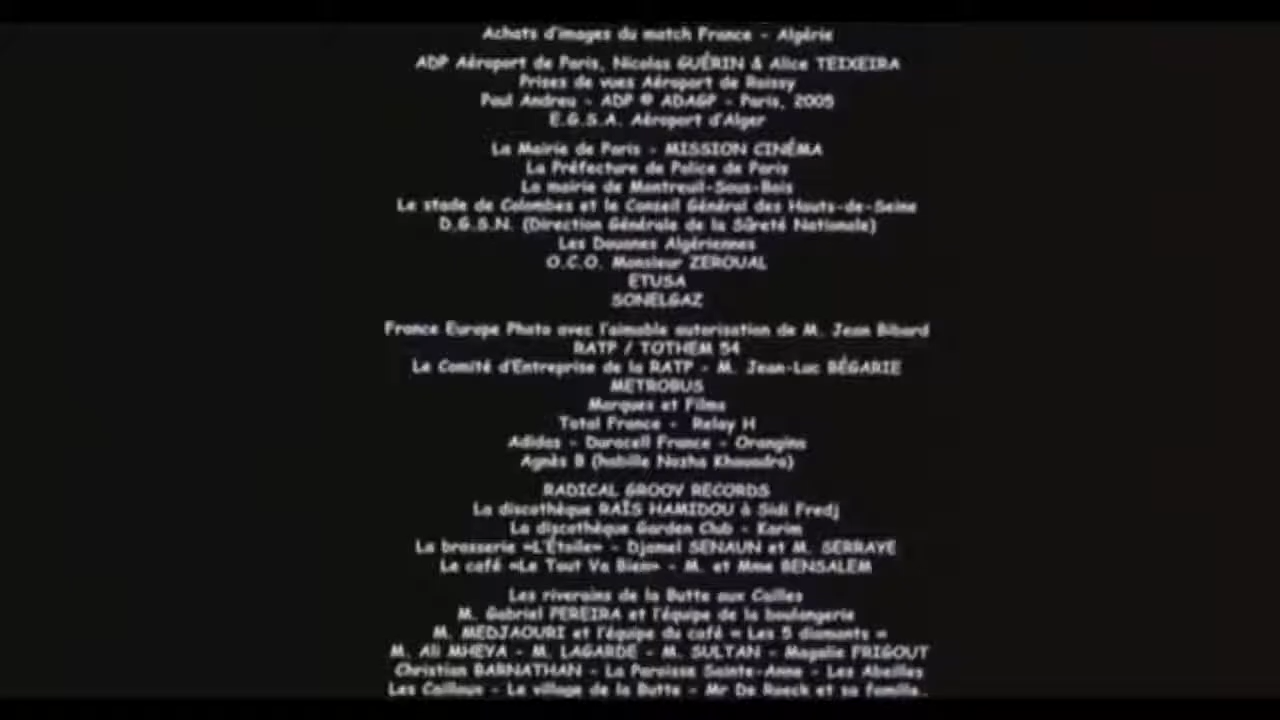 Achats d'images du match France - Algérie
ADP Aéroport de Paris, Nicolas GUÉRIN & Alice TEIXEIRA
Prises de vues Aéroport de Roissy
Paul Andreu - ADP © ADAGP - Paris, 2005
E.G.S.A. Aéroport d'Alger
La Mairie de Paris - MISSION CINÉMA
La Préfecture de Police de Paris
La mairie de Montreuil-Sous-Bois
Le stade de Colombes et le Conseil Général des Hauts-de-Seine
D.G.S.N. (Direction Générale de la Sûreté Nationale)
Les Douanes Algériennes
O.C.O. Monsieur ZEROUAL
ETUSA
SONELGAZ
France Europe Photo avec l'aimable autorisation de M. Jean Bibard
RATP / TOTHEM 54
Le Comité d'Entreprise de la RATP - M. Jean-Luc BÉGARIE
METROBUS
Marques et Films
Total France - Relay H
Adidas - Duracell France - Orangina
Agnès B (habille Nozha Khouadra)
RADICAL GROOV RECORDS
La discothèque RAÏS HAMIDOU à Sidi Fredj
La discothèque Garden Club - Karim
La brasserie «L'Étoile» - Djamel SENAUN et M. SERRAYE
Le café «Le Tout Va Bien» - M. et Mme BENSALEM
Les riverains de la Butte aux Cailles
M. Gabriel PEREIRA et l'équipe de la boulangerie
M. MEDJAOURI et l'équipe du café « Les 5 diamants »
M. Ali MHEVA - M. LAGARDE - M. SULTAN - Magalie FRIGOUT
Christian BARNATHAN - La Paroisse Sainte-Anne - Les Abeilles
Les Cailloux - Le village de la Butte - Mr De Raeck et sa famille..